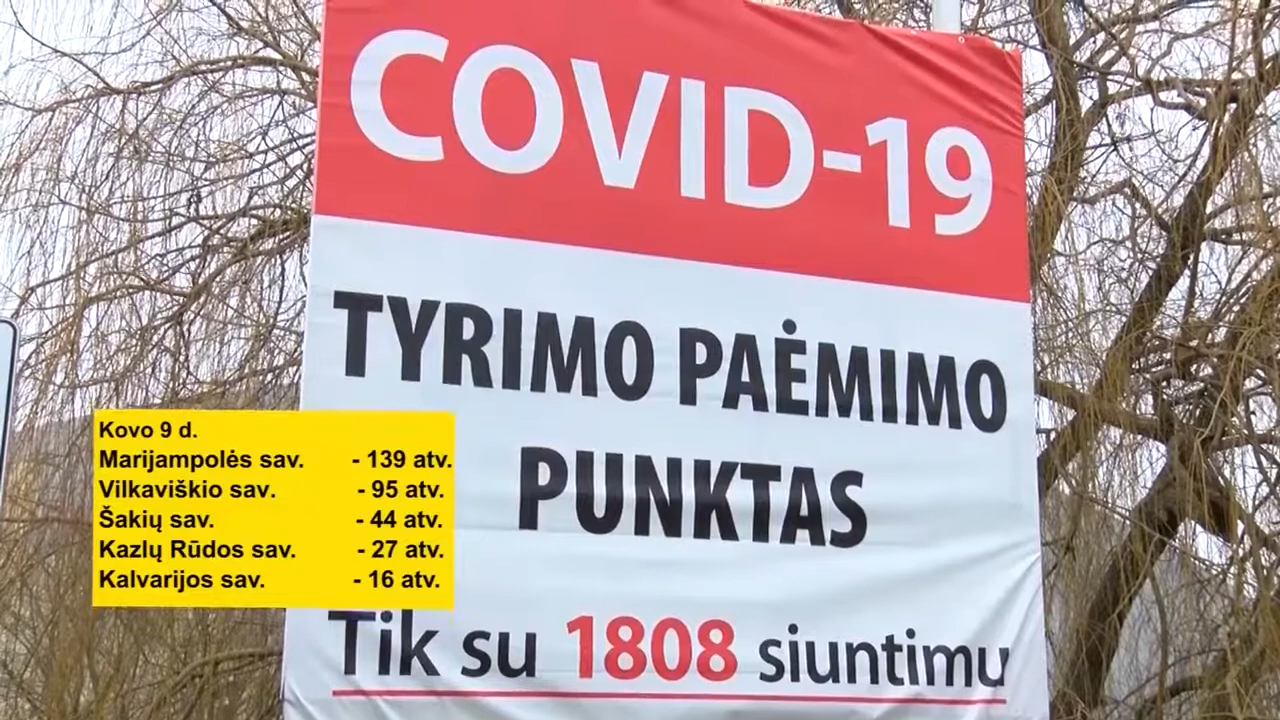 COVID-19
TYRIMO PAĖMIMO
PUNKTAS
Tik su 1808 siuntimu
Kovo 9 d.
Marijampolės sav. - 139 atv.
Vilkaviškio sav. - 95 atv.
Šakių sav. - 44 atv.
Kazlų Rūdos sav. - 27 atv.
Kalvarijos sav. - 16 atv.